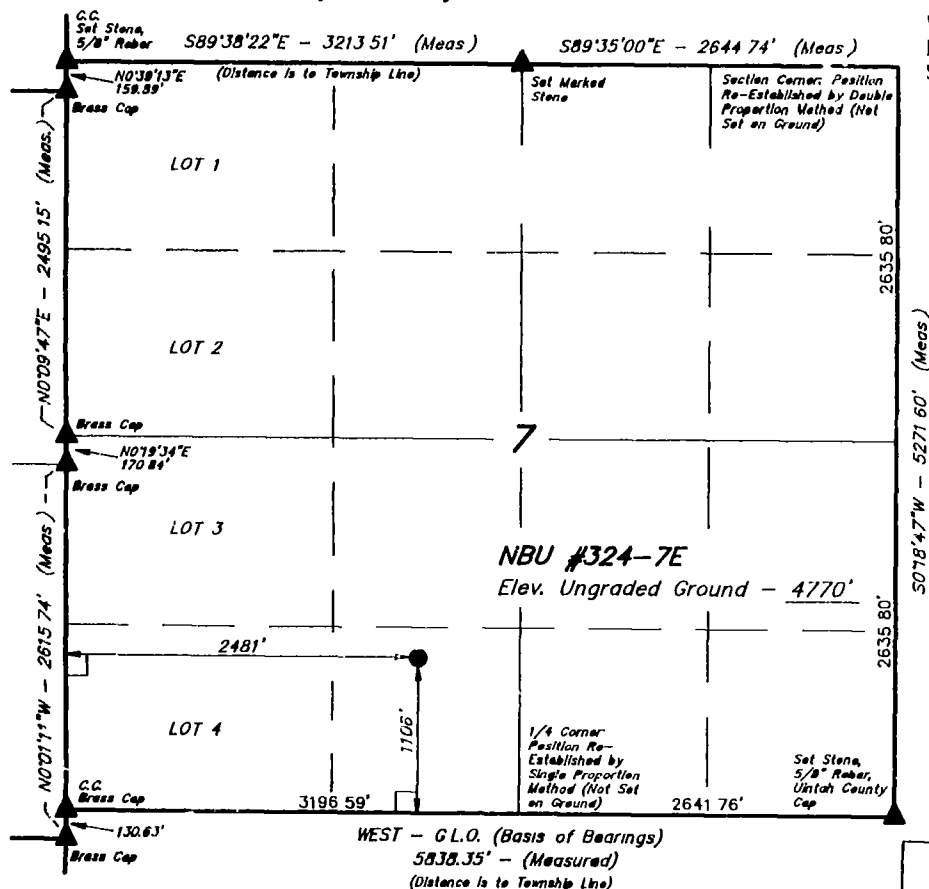 C.C.
Set Stone,
5/8" Rebar
S89°38'22"E - 3213 51' (Meas)
(Distance Is to Township Line)
S89°35'00"E - 2644 74' (Meas)
N0°39'13"E
159.89'
Brass Cap
Set Marked
Stone
Section Corner: Position
Re-Established by Double
Proportion Method (Not
Set on Ground)
LOT 1
N0°09'47"E - 2495 15' (Meas.)
2635 80'
LOT 2
S0°18'47"W - 5271 60' (Meas)
Brass Cap
N0°19'34"E
170 84'
Brass Cap
7
LOT 3
N0°01'11"W - 2615 74' (Meas)
NBU #324-7E
Elev. Ungraded Ground - 4770'
2635 80'
2481'
1106'
LOT 4
1/4 Corner
Position Re-
Established by
Single Proportion
Method (Not Set
on Ground)
Set Stone,
5/8" Rebar,
Uintah County
Cap
C.C.
Brass Cap
3196 59'
2641 76'
130.63'
Brass Cap
WEST - G L.O. (Basis of Bearings)
5838.35' - (Measured)
(Distance Is to Township Line)